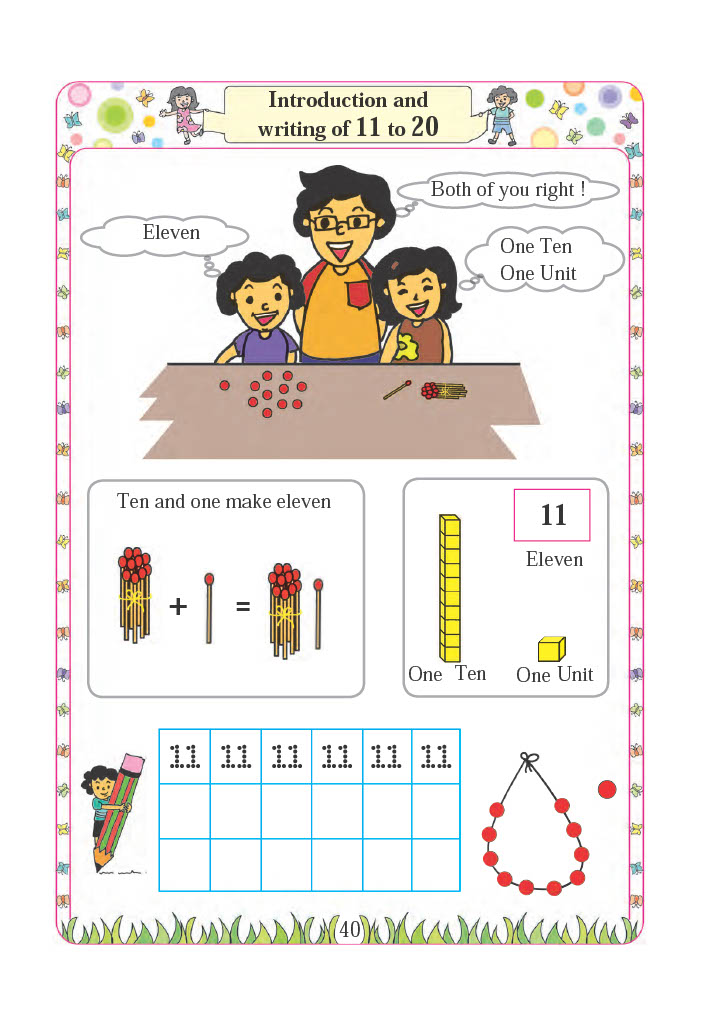 Introduction and
writing of 11 to 20
Both of you right !
Eleven
One Ten
One Unit
Ten and one make eleven
+ =
11
Eleven
One Ten
One Unit
11 11 11 11 11 11
40